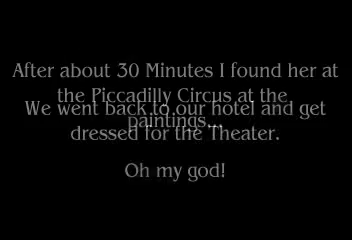 After about 30 Minutes I found her at
the Piccadilly Circus at the
paintings...
We went back to our hotel and get
dressed for the Theater.
Oh my god!